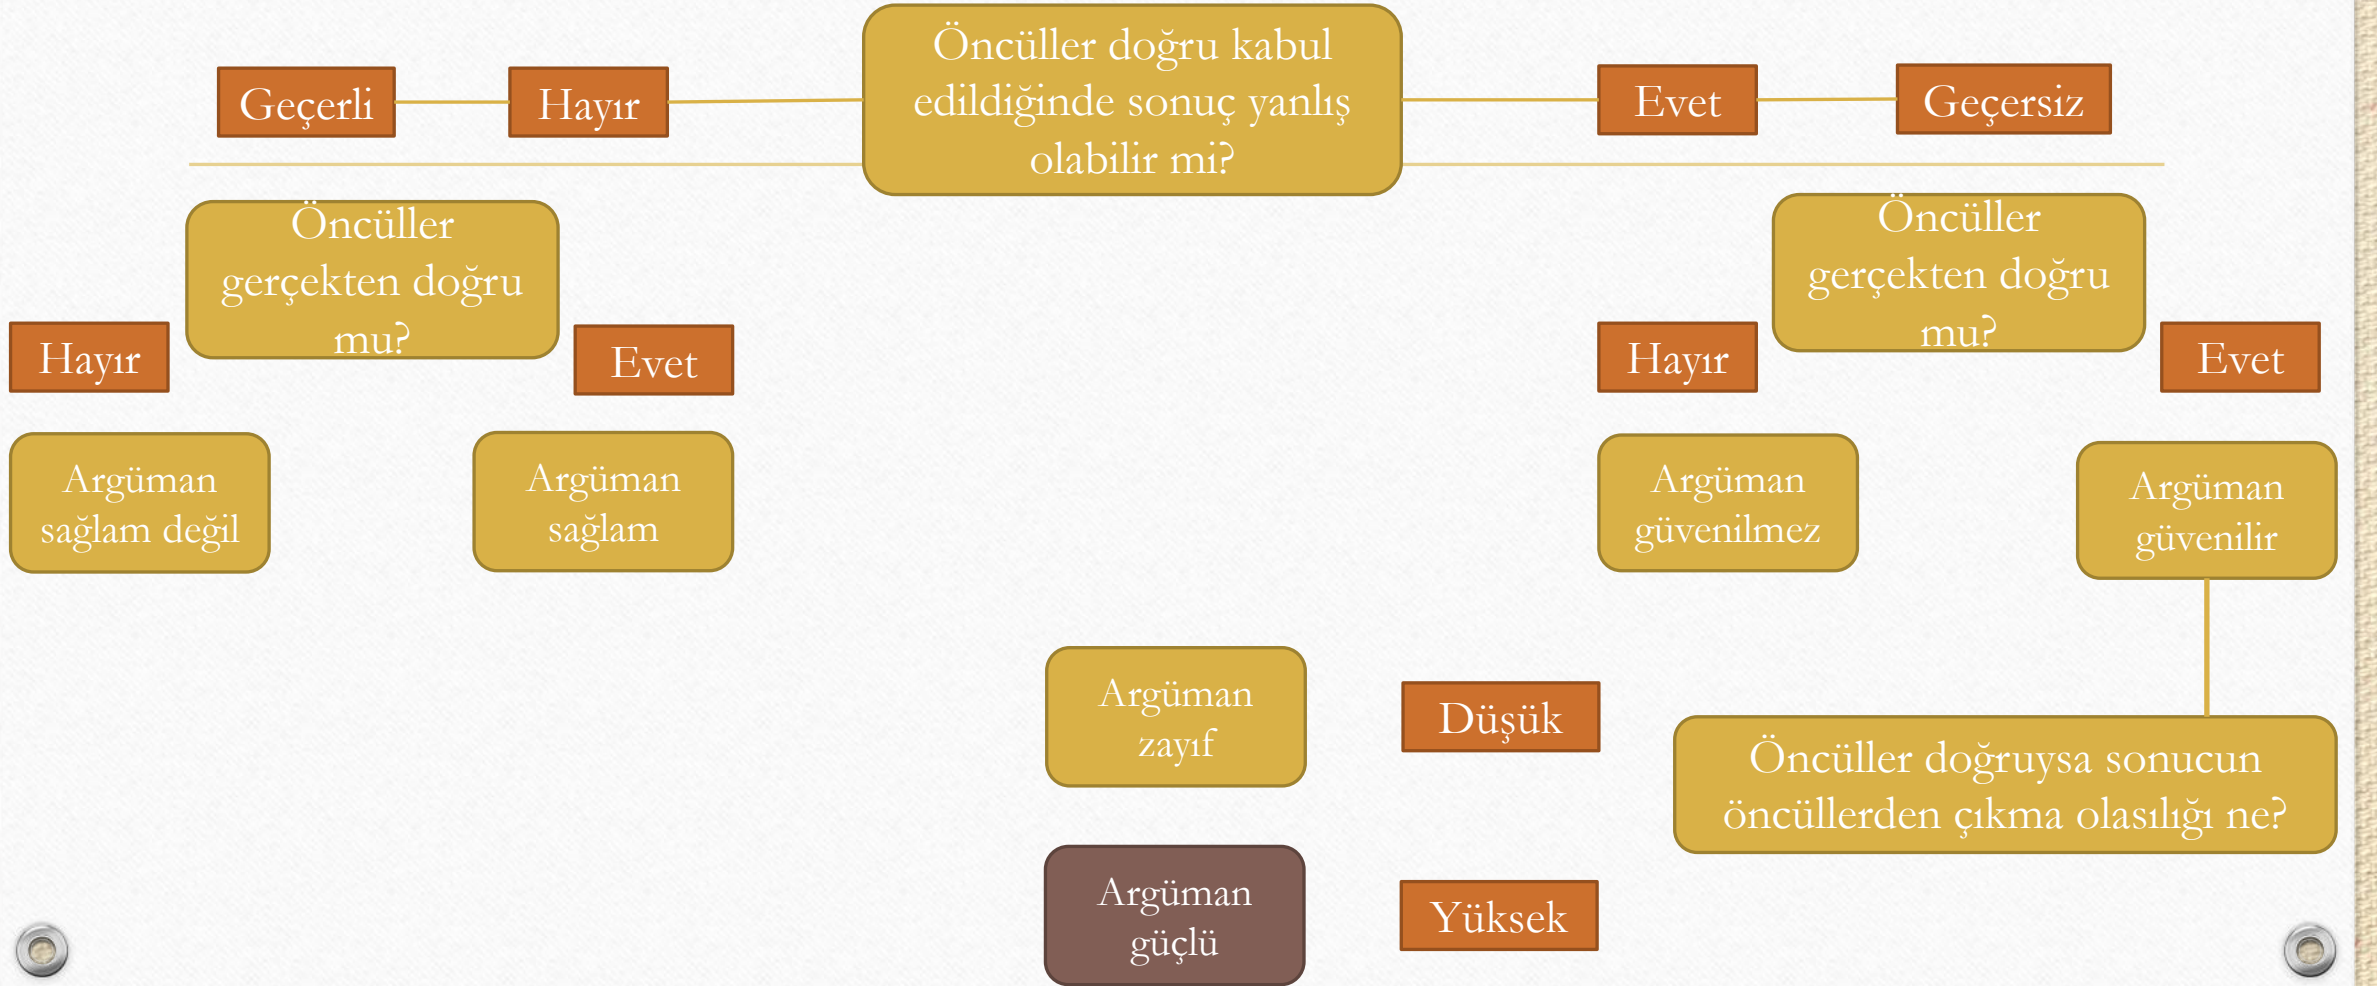 Öncüller doğru kabul
edildiğinde sonuç yanlış
olabilir mi?
Geçerli
Hayır
Evet
Geçersiz
Öncüller
gerçekten doğru
mu?
Hayır
Evet
Argüman
sağlam değil
Argüman
sağlam
Öncüller
gerçekten doğru
mu?
Hayır
Evet
Argüman
güvenilmez
Argüman
güvenilir
Öncüller doğruysa sonucun
öncüllerden çıkma olasılığı ne?
Düşük
Argüman
zayıf
Yüksek
Argüman
güçlü